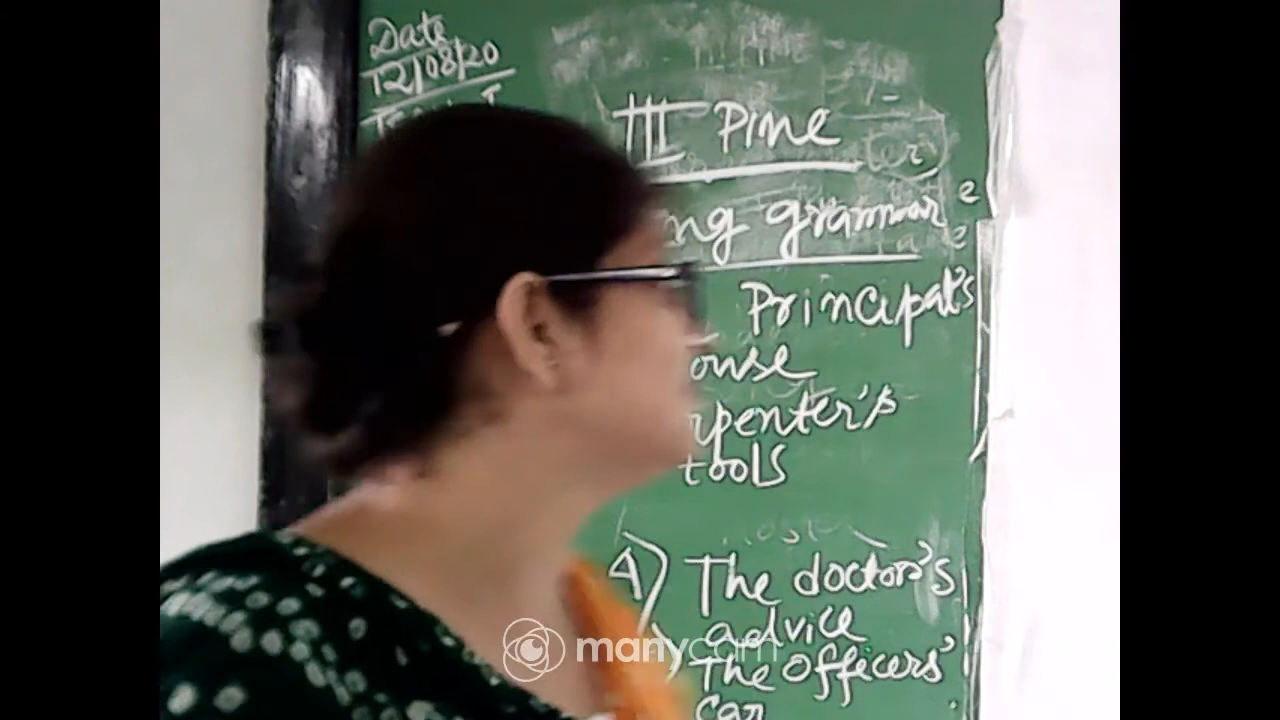 Date
12/08/20
III Pine
ng grammar
Principal's
ouse
penter's
tools
4) The doctor's
advice
The officers'
car
manycam